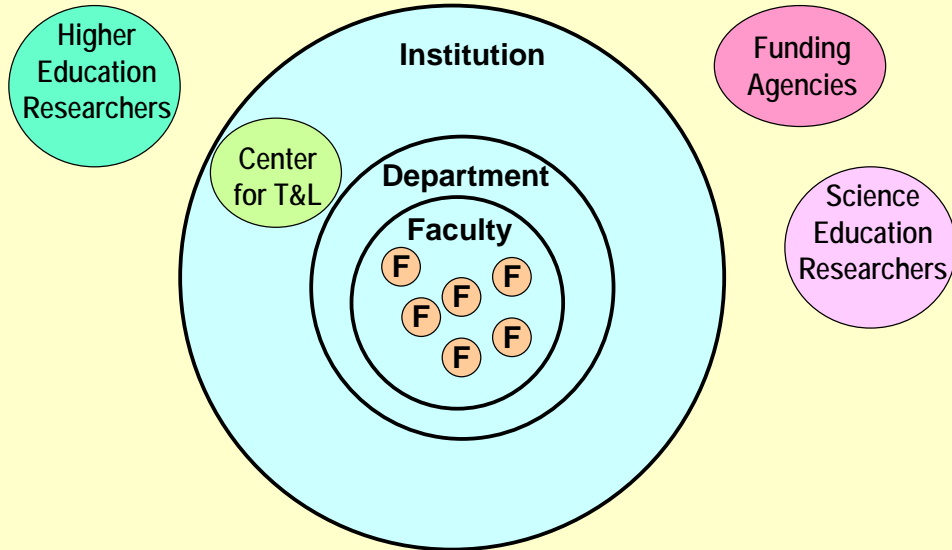 Higher
Education
Researchers
Institution
Funding
Agencies
Center
for T&L
Department
Science
Education
Researchers
Faculty
F
F
F
F
F
F